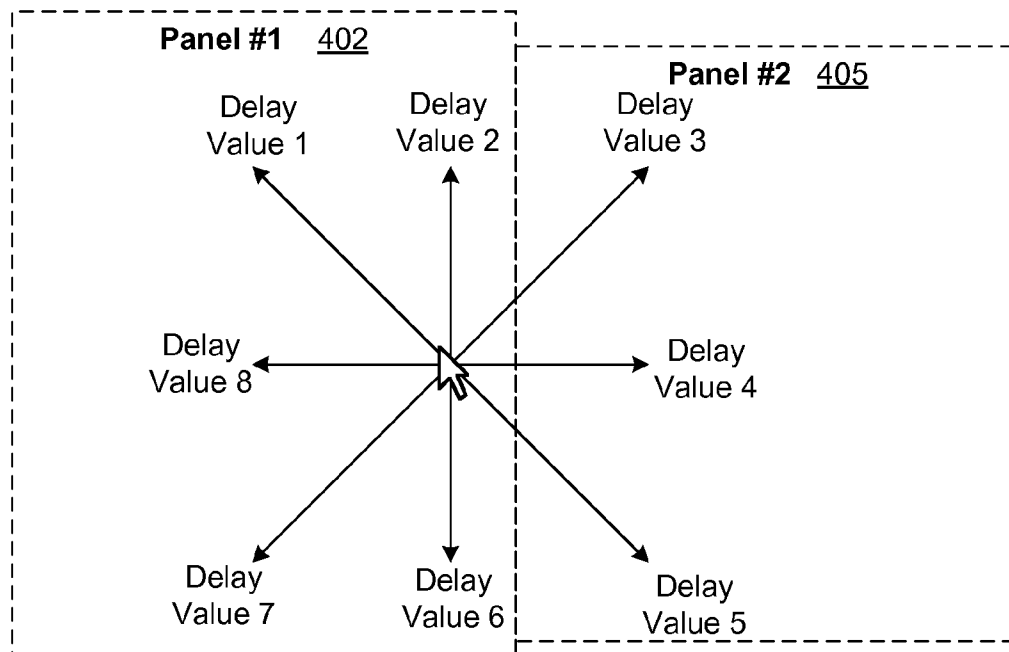 Panel #1 402
Panel #2 405
Delay
Value 1
Delay
Value 2
Delay
Value 3
Delay
Value 8
Delay
Value 4
Delay
Value 7
Delay
Value 6
Delay
Value 5